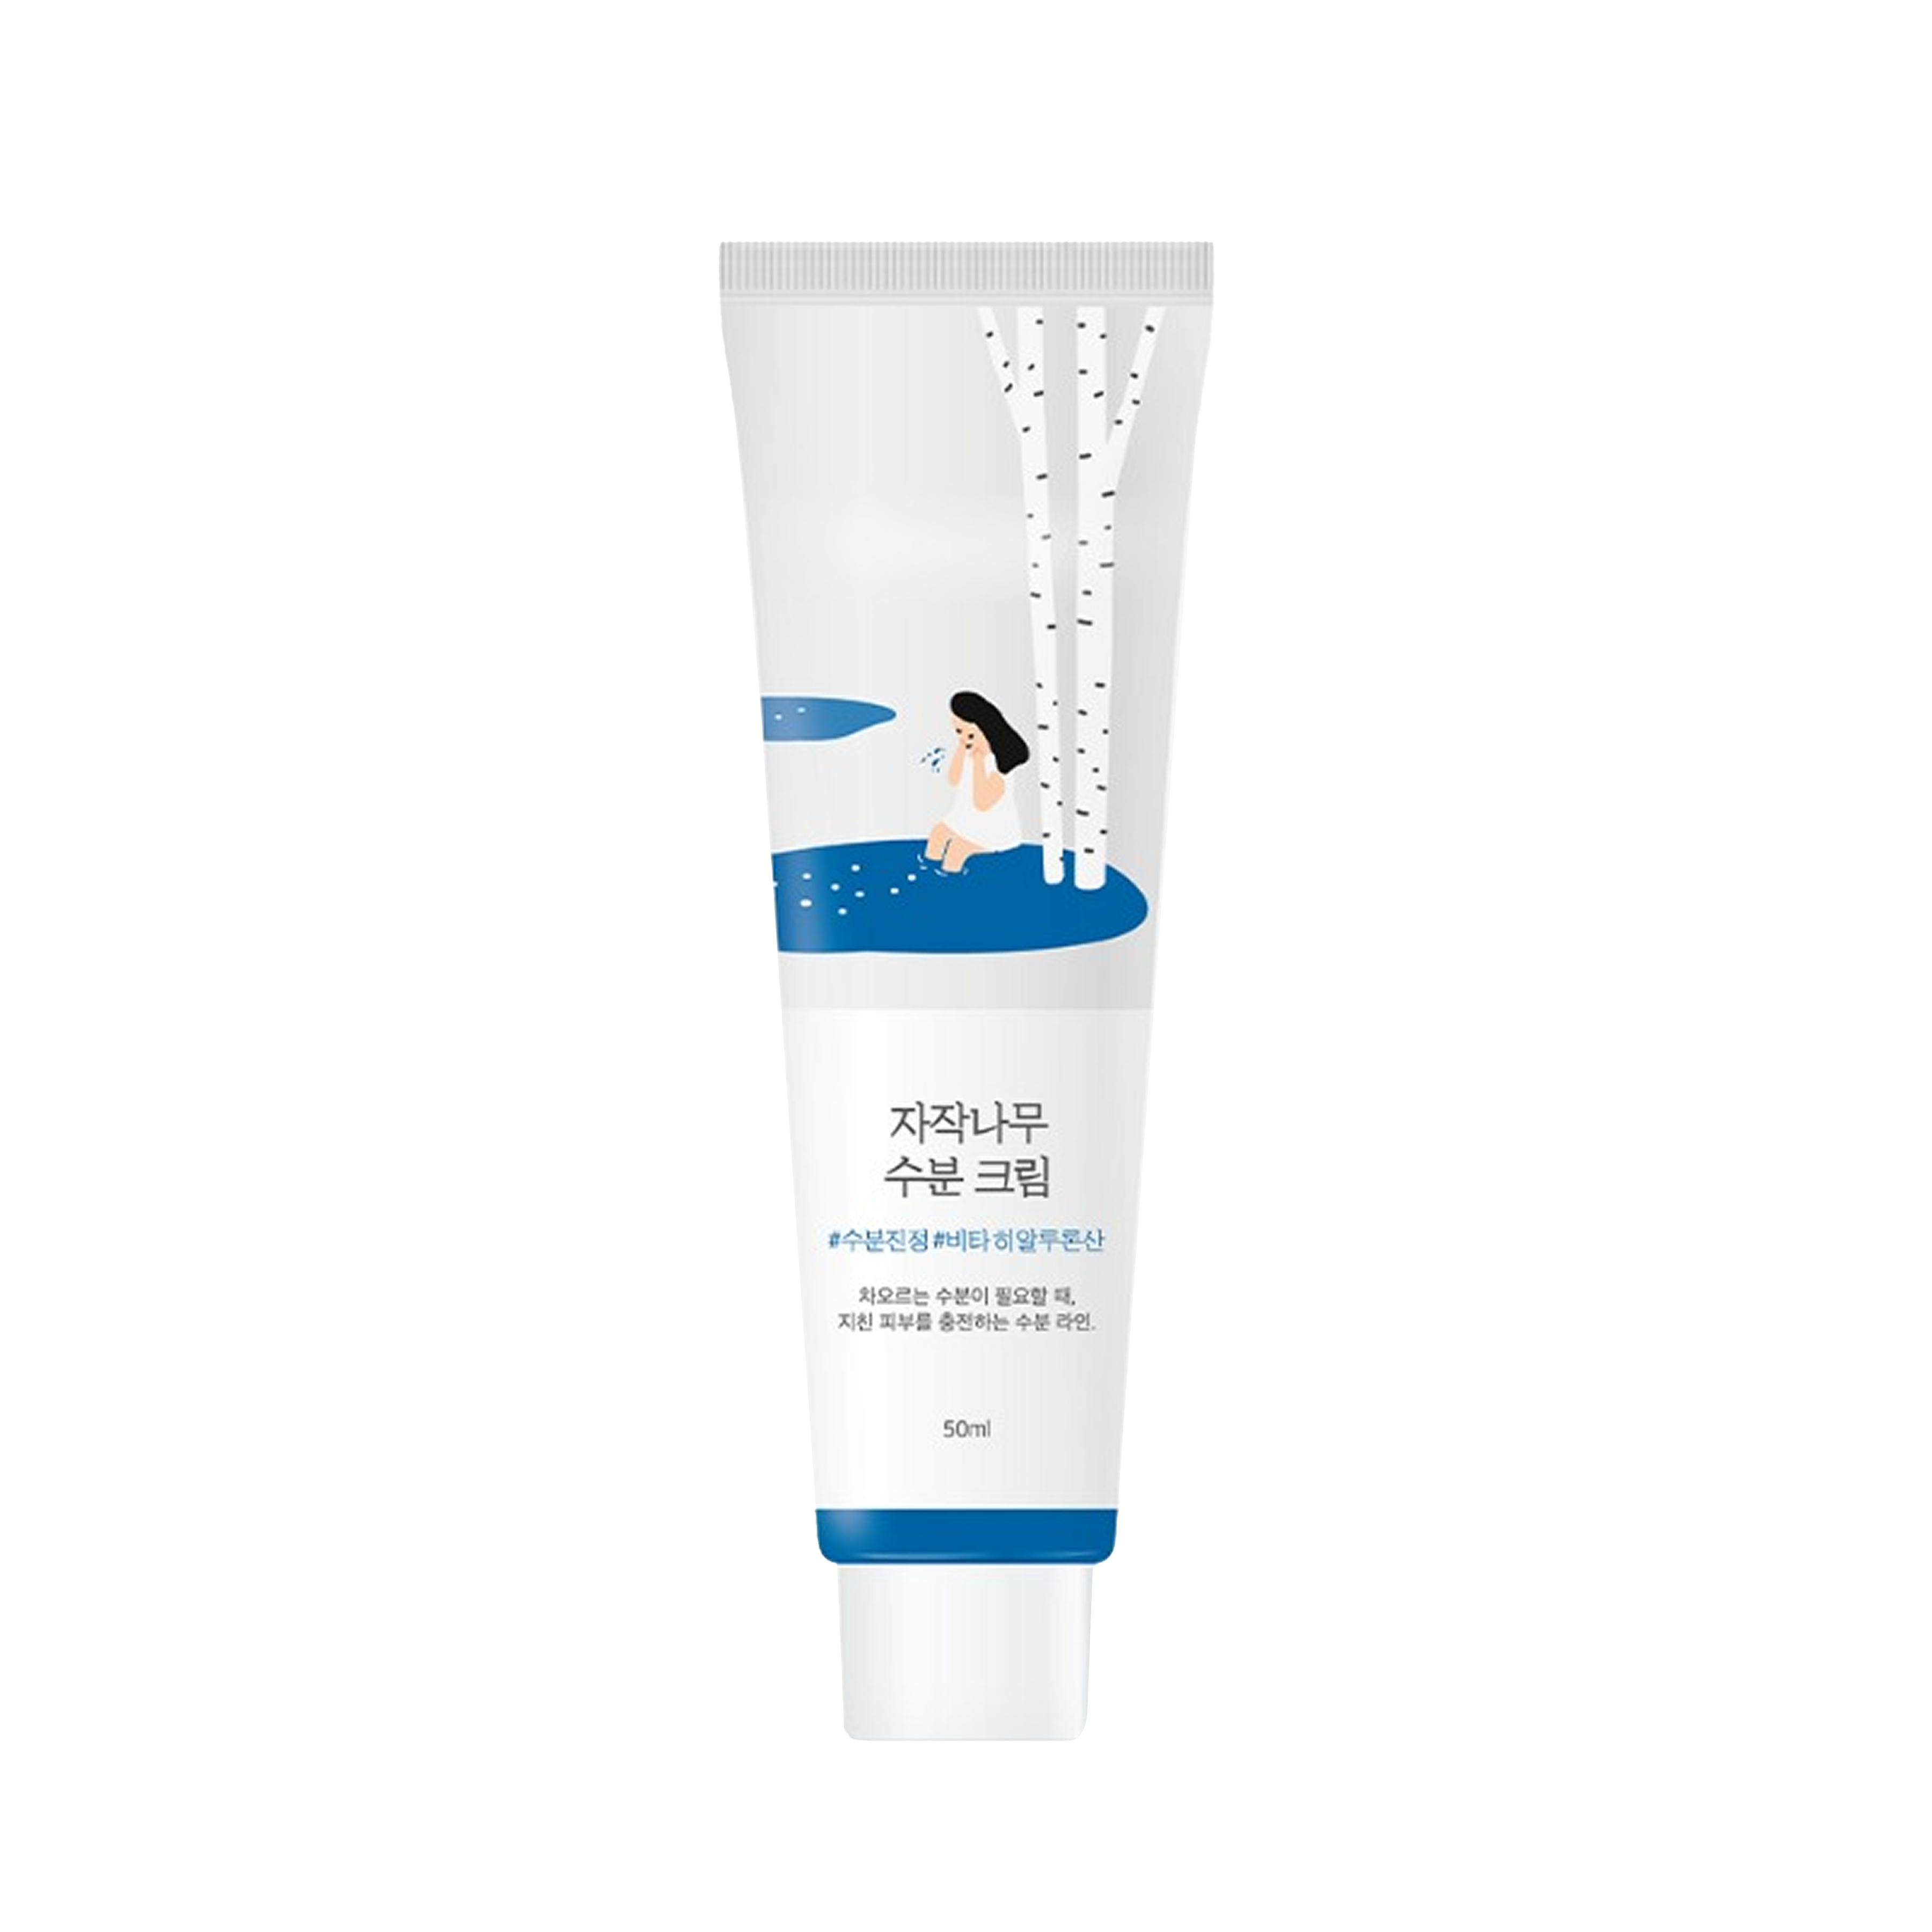 자작나무
수분 크림
#수분진정 #비타히알루론산
차오르는 수분이 필요할 때,
지친 피부를 충전하는 수분 라인.
50ml